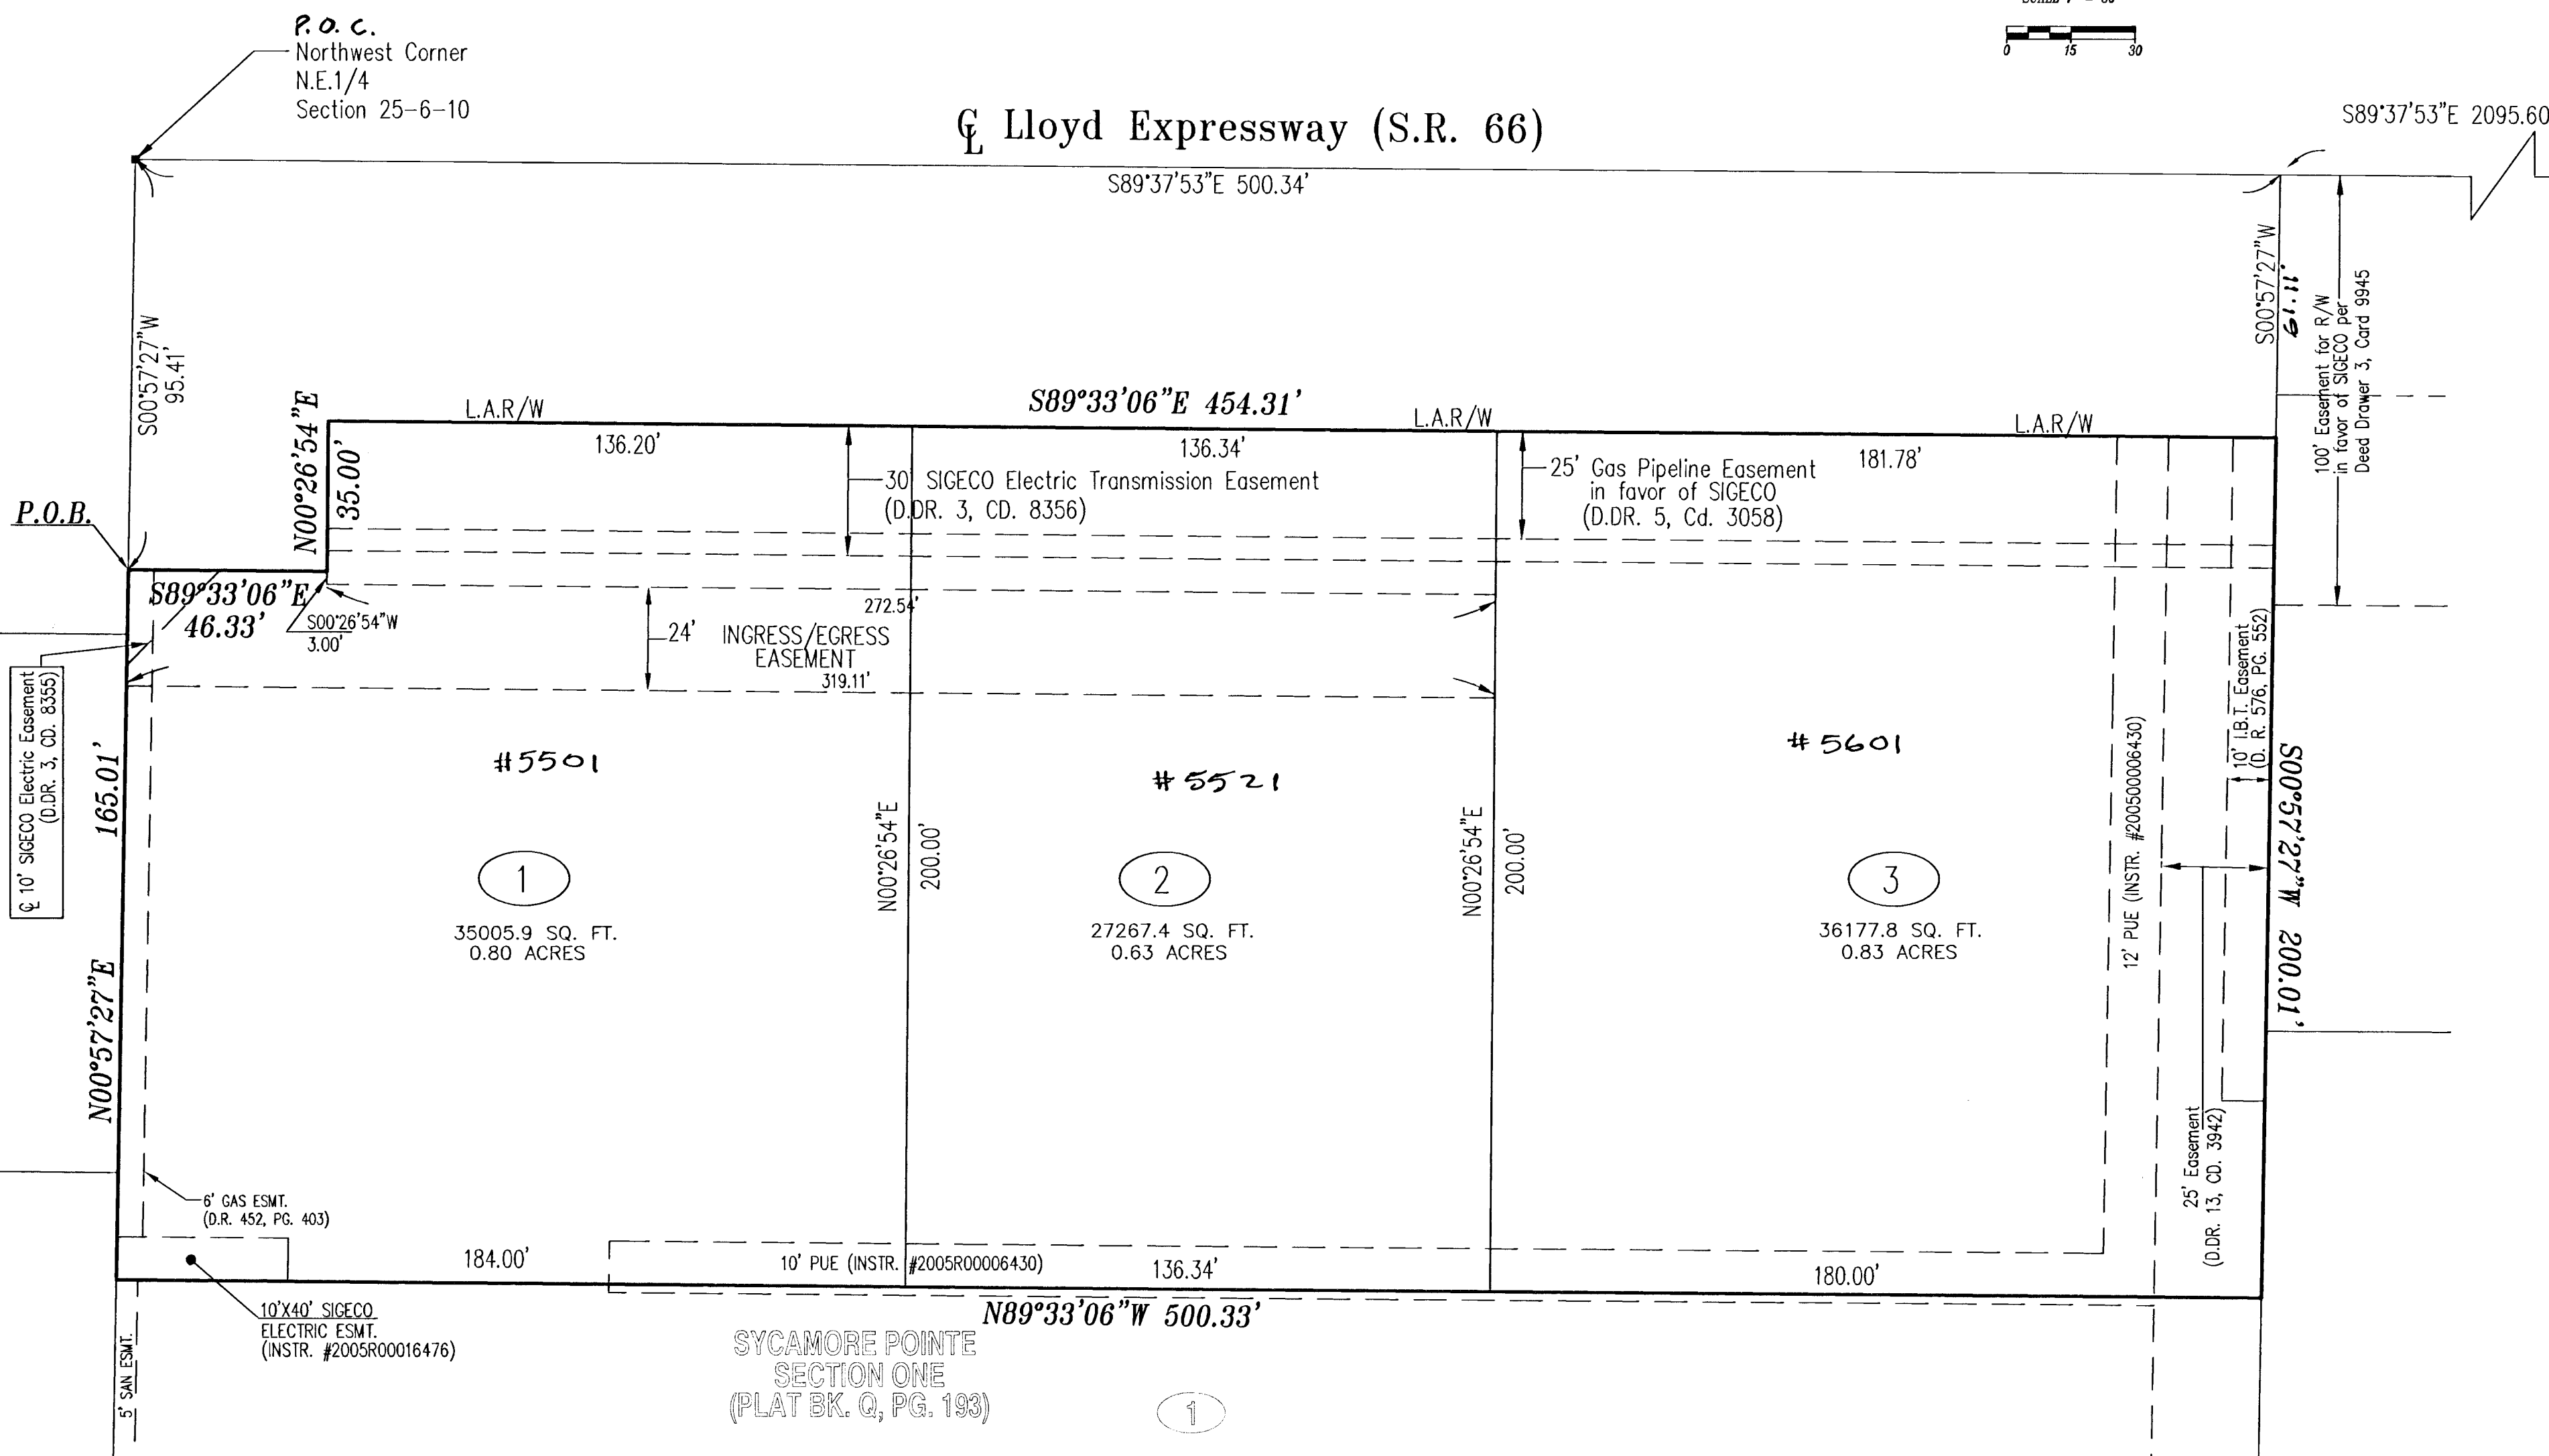 P.O.C.
Northwest Corner
N.E.1/4
Section 25-6-10
0 15 30
℄ Lloyd Expressway (S.R. 66)
S89°37'53"E 2095.60
S89°37'53"E 500.34'
S00°57'27"W
95.41'
S00°57'27"W
61.11'
100' Easement for R/W
in favor of SIGECO per
Deed Drawer 3, Card 9945
L.A.R/W
S89°33'06"E 454.31'
L.A.R/W
L.A.R/W
N00°26'54"E
35.00'
136.20'
136.34'
181.78'
30' SIGECO Electric Transmission Easement
(D.DR. 3, CD. 8356)
25' Gas Pipeline Easement
in favor of SIGECO
(D.DR. 5, Cd. 3058)
P.O.B.
S89°33'06"E
46.33'
S00°26'54"W
3.00'
272.54'
24' INGRESS/EGRESS
EASEMENT
319.11'
℄ 10' SIGECO Electric Easement
(D.DR. 3, CD. 8355)
165.01'
N00°57'27"E
#5501
#5521
#5601
N00°26'54"E
200.00'
N00°26'54"E
200.00'
1
35005.9 SQ. FT.
0.80 ACRES
2
27267.4 SQ. FT.
0.63 ACRES
3
36177.8 SQ. FT.
0.83 ACRES
12' PUE (INSTR. #200500006430)
10' I.B.T. Easement
(D. R. 576, PG. 552)
S00°57'27"W 200.01'
25' Easement
(D.DR. 13, CD. 3942)
6' GAS ESMT.
(D.R. 452, PG. 403)
184.00'
10' PUE (INSTR. #2005R00006430)
136.34'
180.00'
N89°33'06"W 500.33'
10'X40' SIGECO
ELECTRIC ESMT.
(INSTR. #2005R00016476)
5' SAN ESMT.
SYCAMORE POINTE
SECTION ONE
(PLAT BK. Q, PG. 193)
1